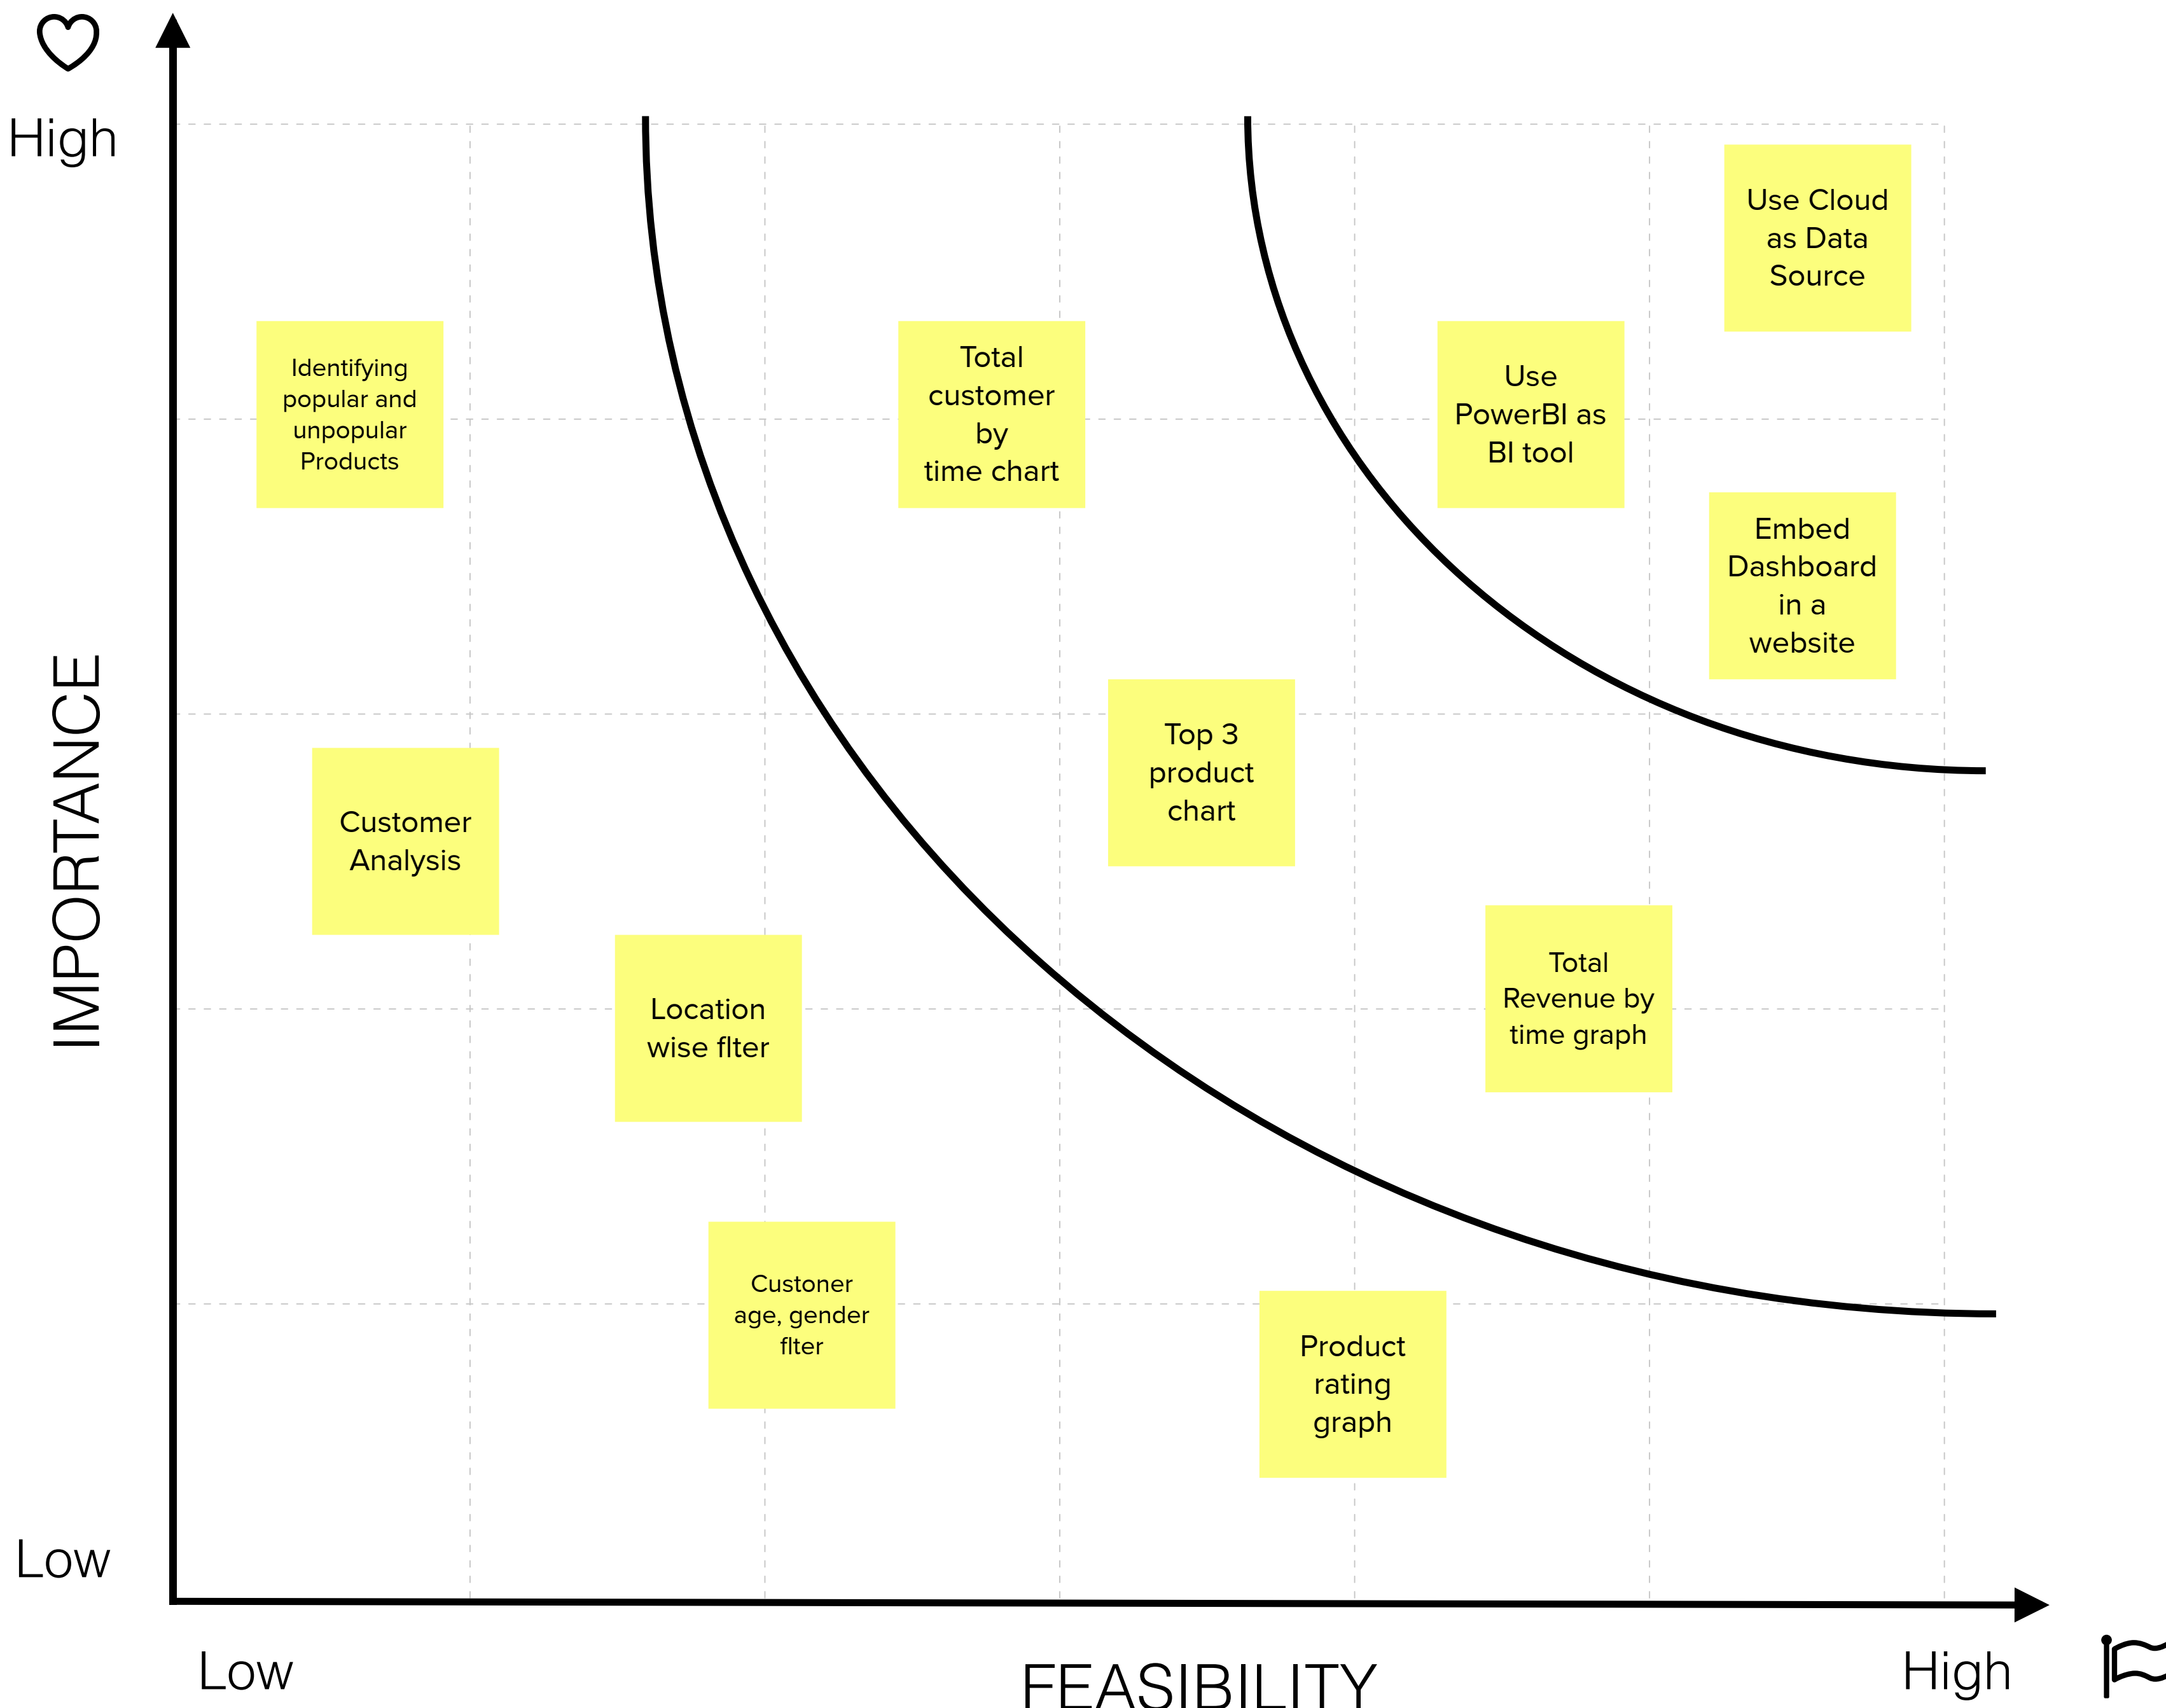 High
Use Cloud
as Data
Source
Identifying
popular and
unpopular
Products
Total
customer
by
time chart
Use
PowerBI as
BI tool
Embed
Dashboard
in a
website
IMPORTANCE
Top 3
product
chart
Customer
Analysis
Location
wise flter
Total
Revenue by
time graph
Custoner
age, gender
flter
Product
rating
graph
Low
Low
FEASIBILITY
High